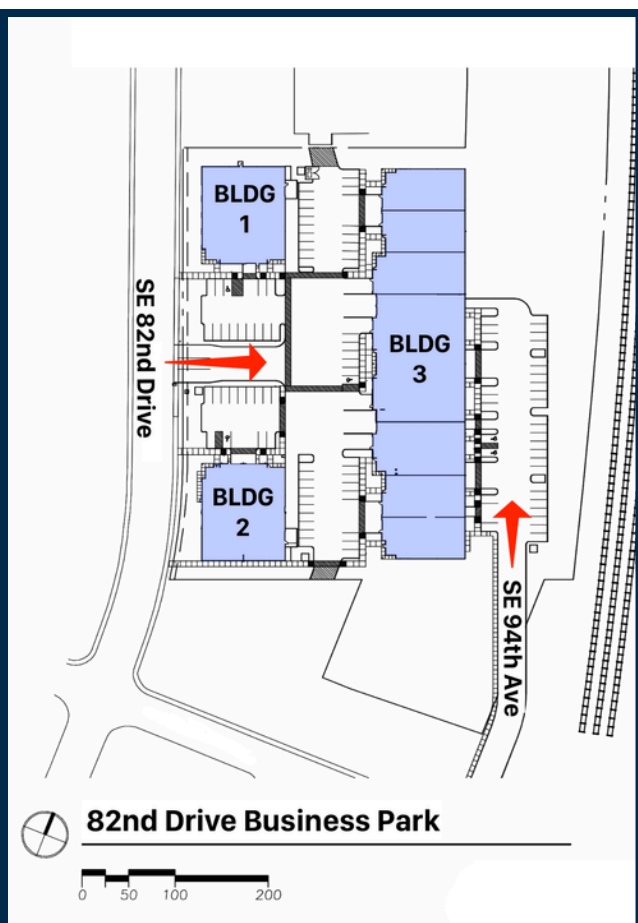 BLDG
1
SE 82nd Drive
BLDG
3
BLDG
2
SE 94th Ave
82nd Drive Business Park
0 50 100 200